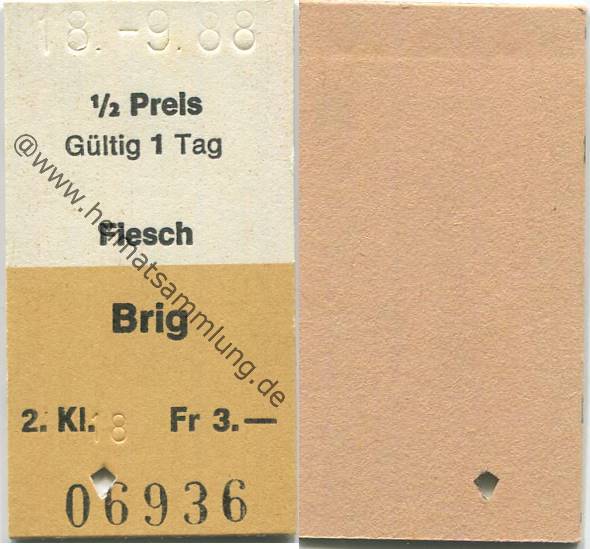 18.-9.88
½ Preis
Gültig 1 Tag
Fiesch
Brig
2. Kl. 18 Fr 3.—
06936
@www.heimatsammlung.de